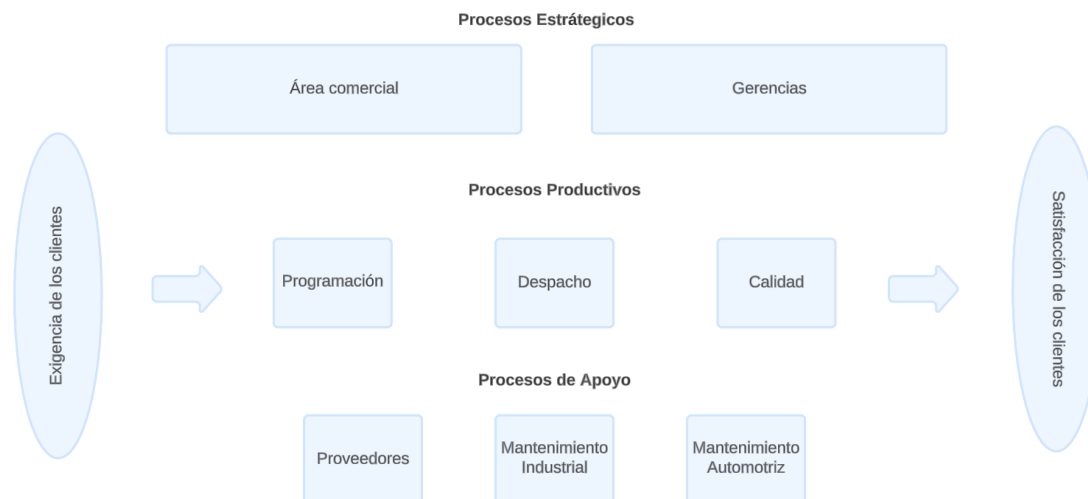 Procesos Estrátegicos
Área comercial
Gerencias
Exigencia de los clientes
Procesos Productivos
Programación
Despacho
Calidad
Satisfacción de los clientes
Procesos de Apoyo
Proveedores
Mantenimiento
Industrial
Mantenimiento
Automotriz